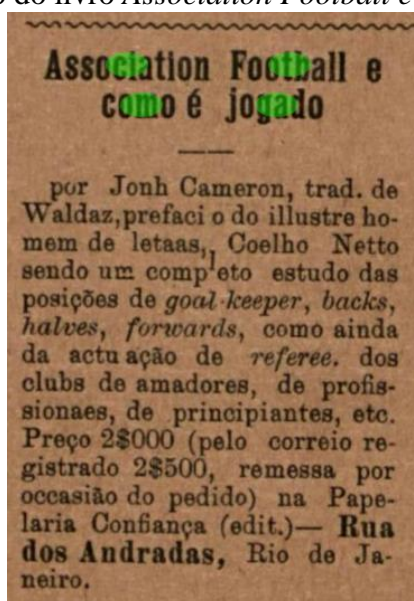 do livro Association Football e
Association Football e
como é jogado
por Jonh Cameron, trad. de
Waldaz,prefaci o do illustre ho-
mem de letaas,, Coelho Netto
sendo um comp'eto estudo das
posições de goal-keeper, backs,
halves, forwards, como ainda
da actu ação de referee. dos
clubs de amadores, de profis-
sionaes, de principiantes, etc.
Preço 2$000 (pelo correio re-
gistrado 2$500, remessa por
occasião do pedido) na Pape-
laria Confiança (edit.)— Rua
dos Andradas, Rio de Ja-
neiro.